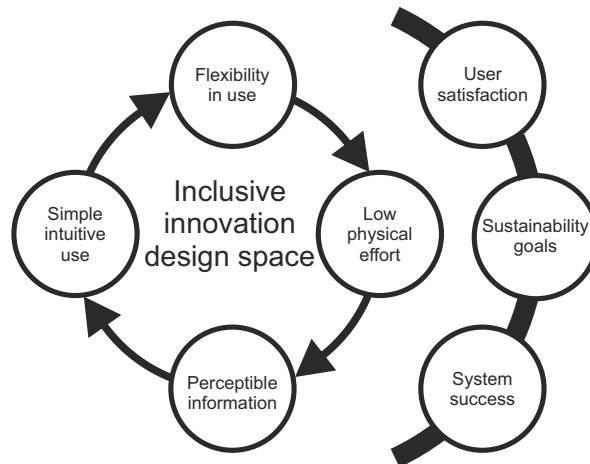 Flexibility
in use
User
satisfaction
Inclusive
innovation
design space
Simple
intuitive
use
Low
physical
effort
Sustainability
goals
Perceptible
information
System
success